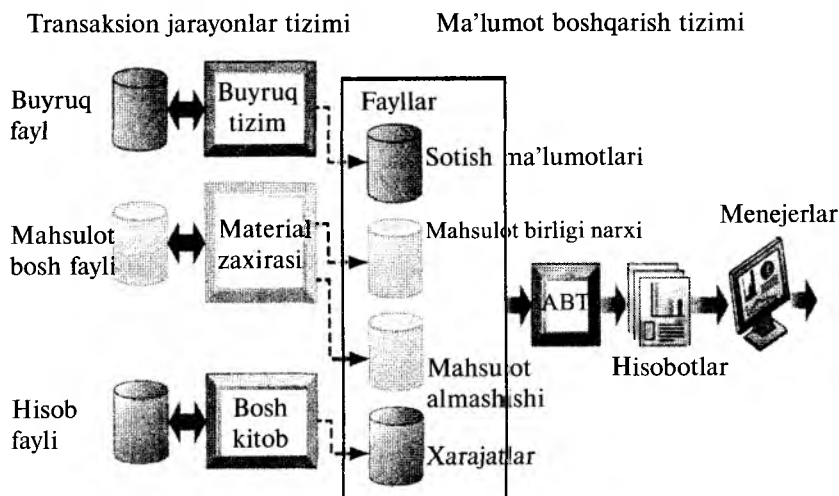 Transaksion jarayonlar tizimi
Ma'lumot boshqarish tizimi
Buyruq
fayl
Buyruq
tizim
Fayllar
Sotish ma'lumotlari
Mahsulot
bosh fayli
Material
zaxirasi
Mahsulot birligi narxi
Mahsulot
almashishi
Hisob
fayli
Bosh
kitob
Xarajatlar
ABT
Hisobotlar
Menejerlar